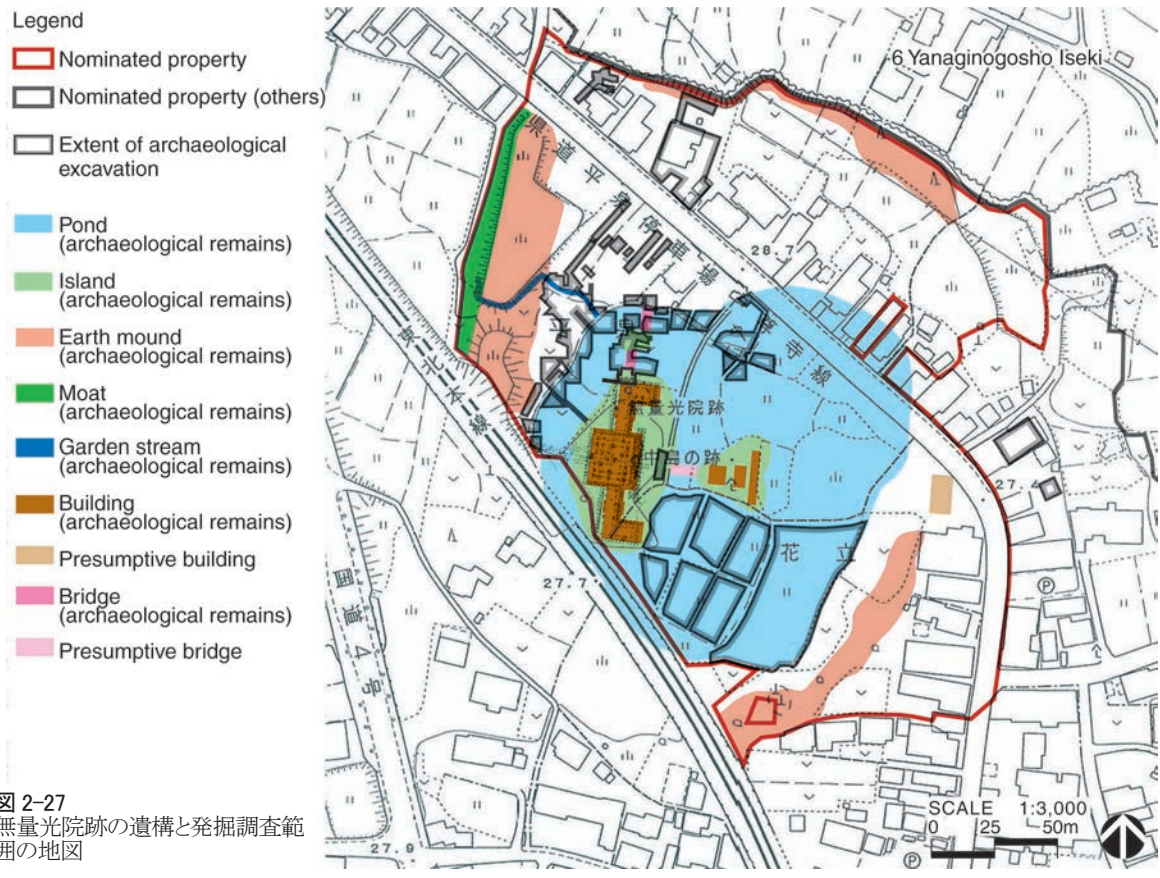 Legend
Nominated property
Nominated property (others)
Extent of archaeological
excavation
Pond
(archaeological remains)
Island
(archaeological remains)
Earth mound
(archaeological remains)
Moat
(archaeological remains)
Garden stream
(archaeological remains)
Building
(archaeological remains)
Presumptive building
Bridge
(archaeological remains)
Presumptive bridge
図 2-27
無量光院跡の遺構と発掘調査範
囲の地図
6 Yanaginogosho Iseki
県道平泉停車場
寺線
28.7
無量光院跡
中島の跡
東北本線
花立
27.4
27.7
国道4号
27.9
SCALE 1:3,000
0 25 50m
P
P